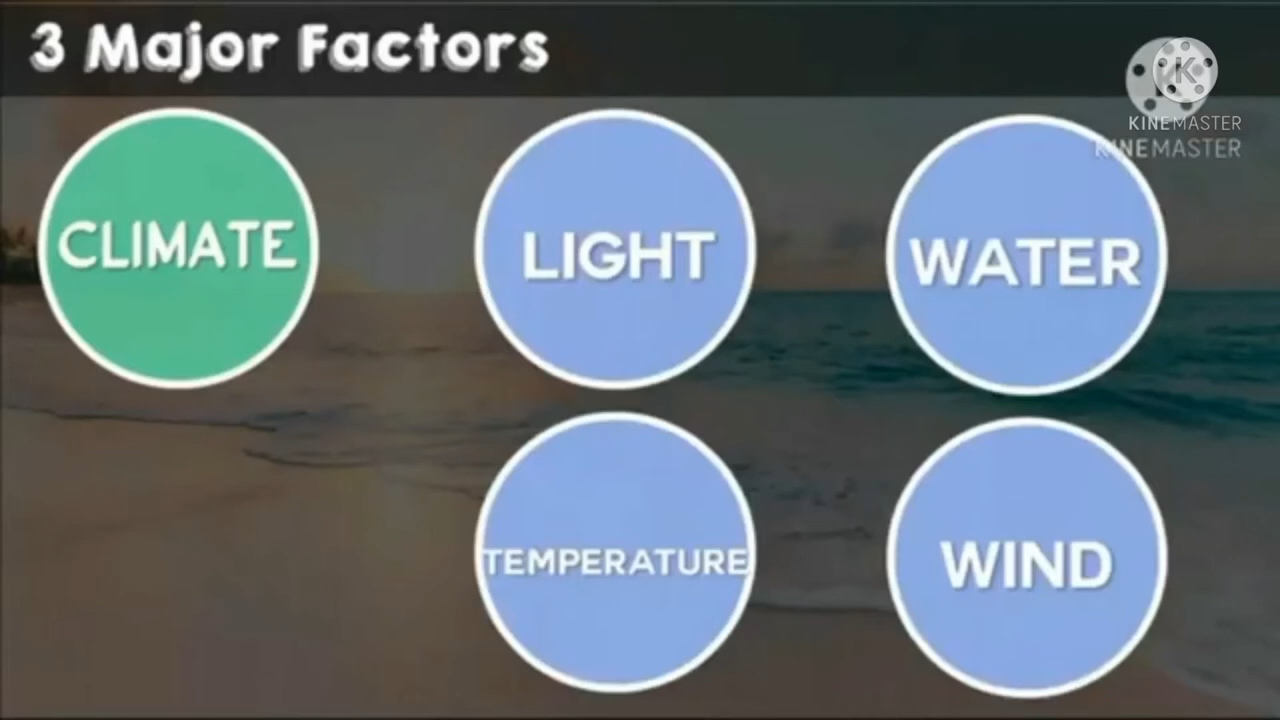 3 Major Factors
KINEMASTER
KINEMASTER
CLIMATE
LIGHT
WATER
TEMPERATURE
WIND